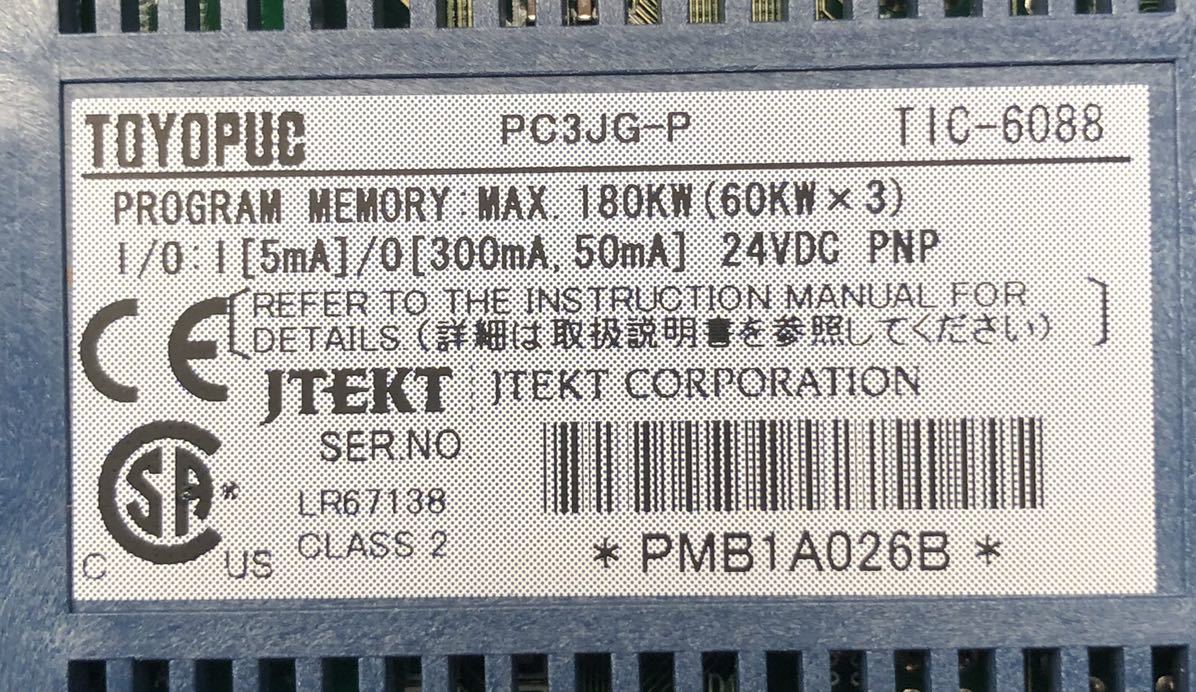 TOYOPUC PC3JG-P TIC-6088
PROGRAM MEMORY:MAX. 180KW(60KW×3)
I/O:I[5mA]/O[300mA,50mA] 24VDC PNP
CE
[REFER TO THE INSTRUCTION MANUAL FOR
DETAILS (詳細は取扱説明書を参照してください)]
JTEKT JTEKT CORPORATION
SER.NO
C SA * US
LR67138
CLASS 2
*PMB1A026B*